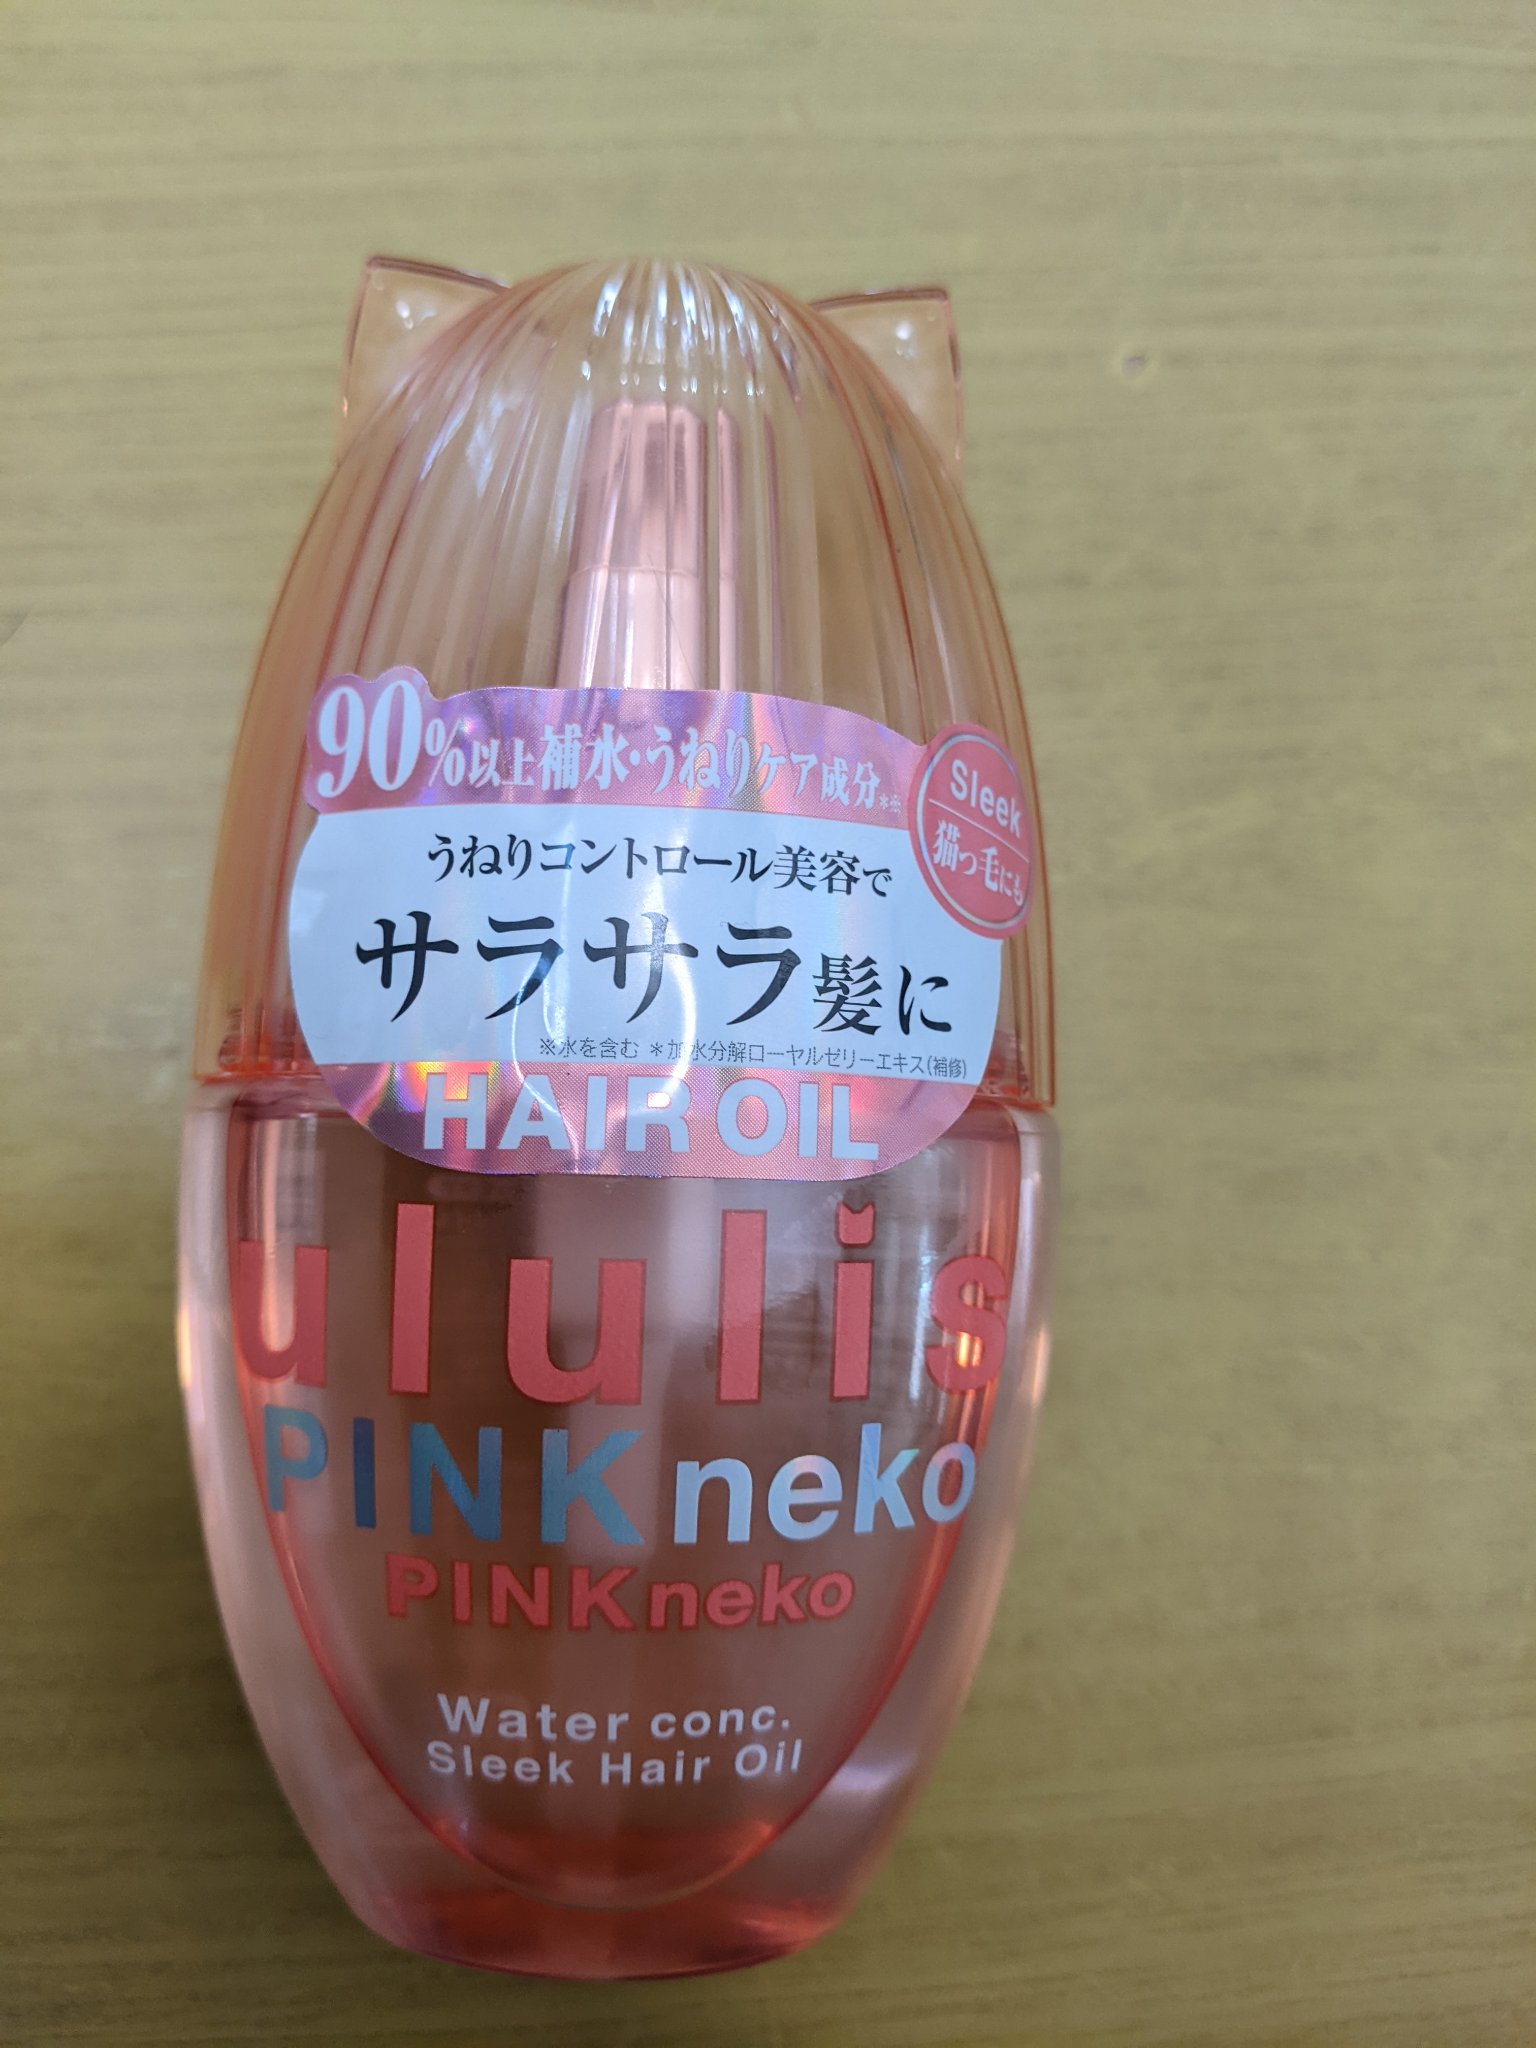 90%以上補水・うねりケア成分*※
Sleek
猫っ毛にも
うねりコントロール美容で
サラサラ髪に
※水を含む *加水分解ローヤルゼリーエキス(補修)
HAIR OIL
ululis
PINKneko
PINKneko
Water conc.
Sleek Hair Oil